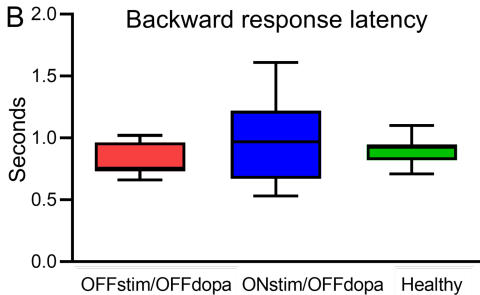 B
Backward response latency
Seconds
2.0
1.5
1.0
0.5
0.0
OFFstim/OFFdopa ONstim/OFFdopa Healthy